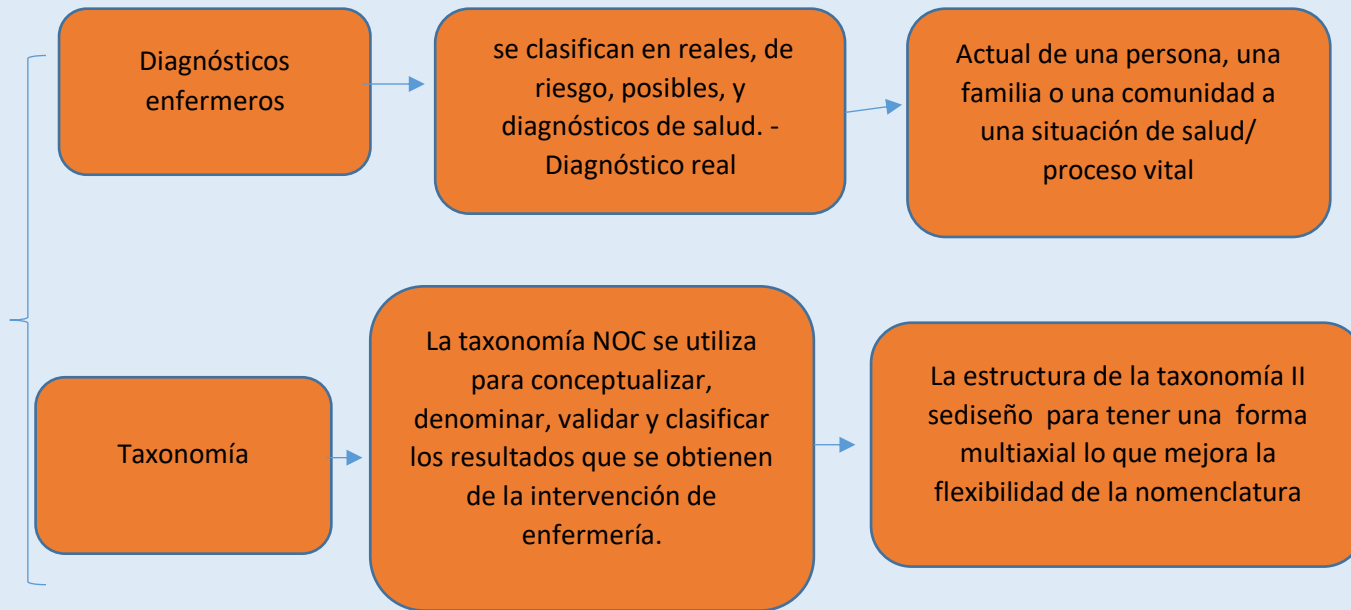 Diagnósticos
enfermeros
se clasifican en reales, de
riesgo, posibles, y
diagnósticos de salud. -
Diagnóstico real
Actual de una persona, una
familia o una comunidad a
una situación de salud/
proceso vital
Taxonomía
La taxonomía NOC se utiliza
para conceptualizar,
denominar, validar y clasificar
los resultados que se obtienen
de la intervención de
enfermería.
La estructura de la taxonomía II
sediseño para tener una forma
multiaxial lo que mejora la
flexibilidad de la nomenclatura